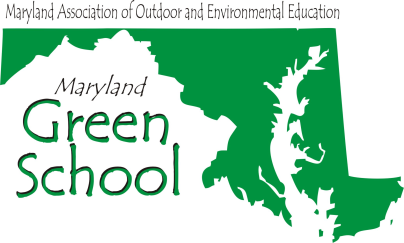 Maryland Association of Outdoor and Environmental Education
Maryland
Green
School